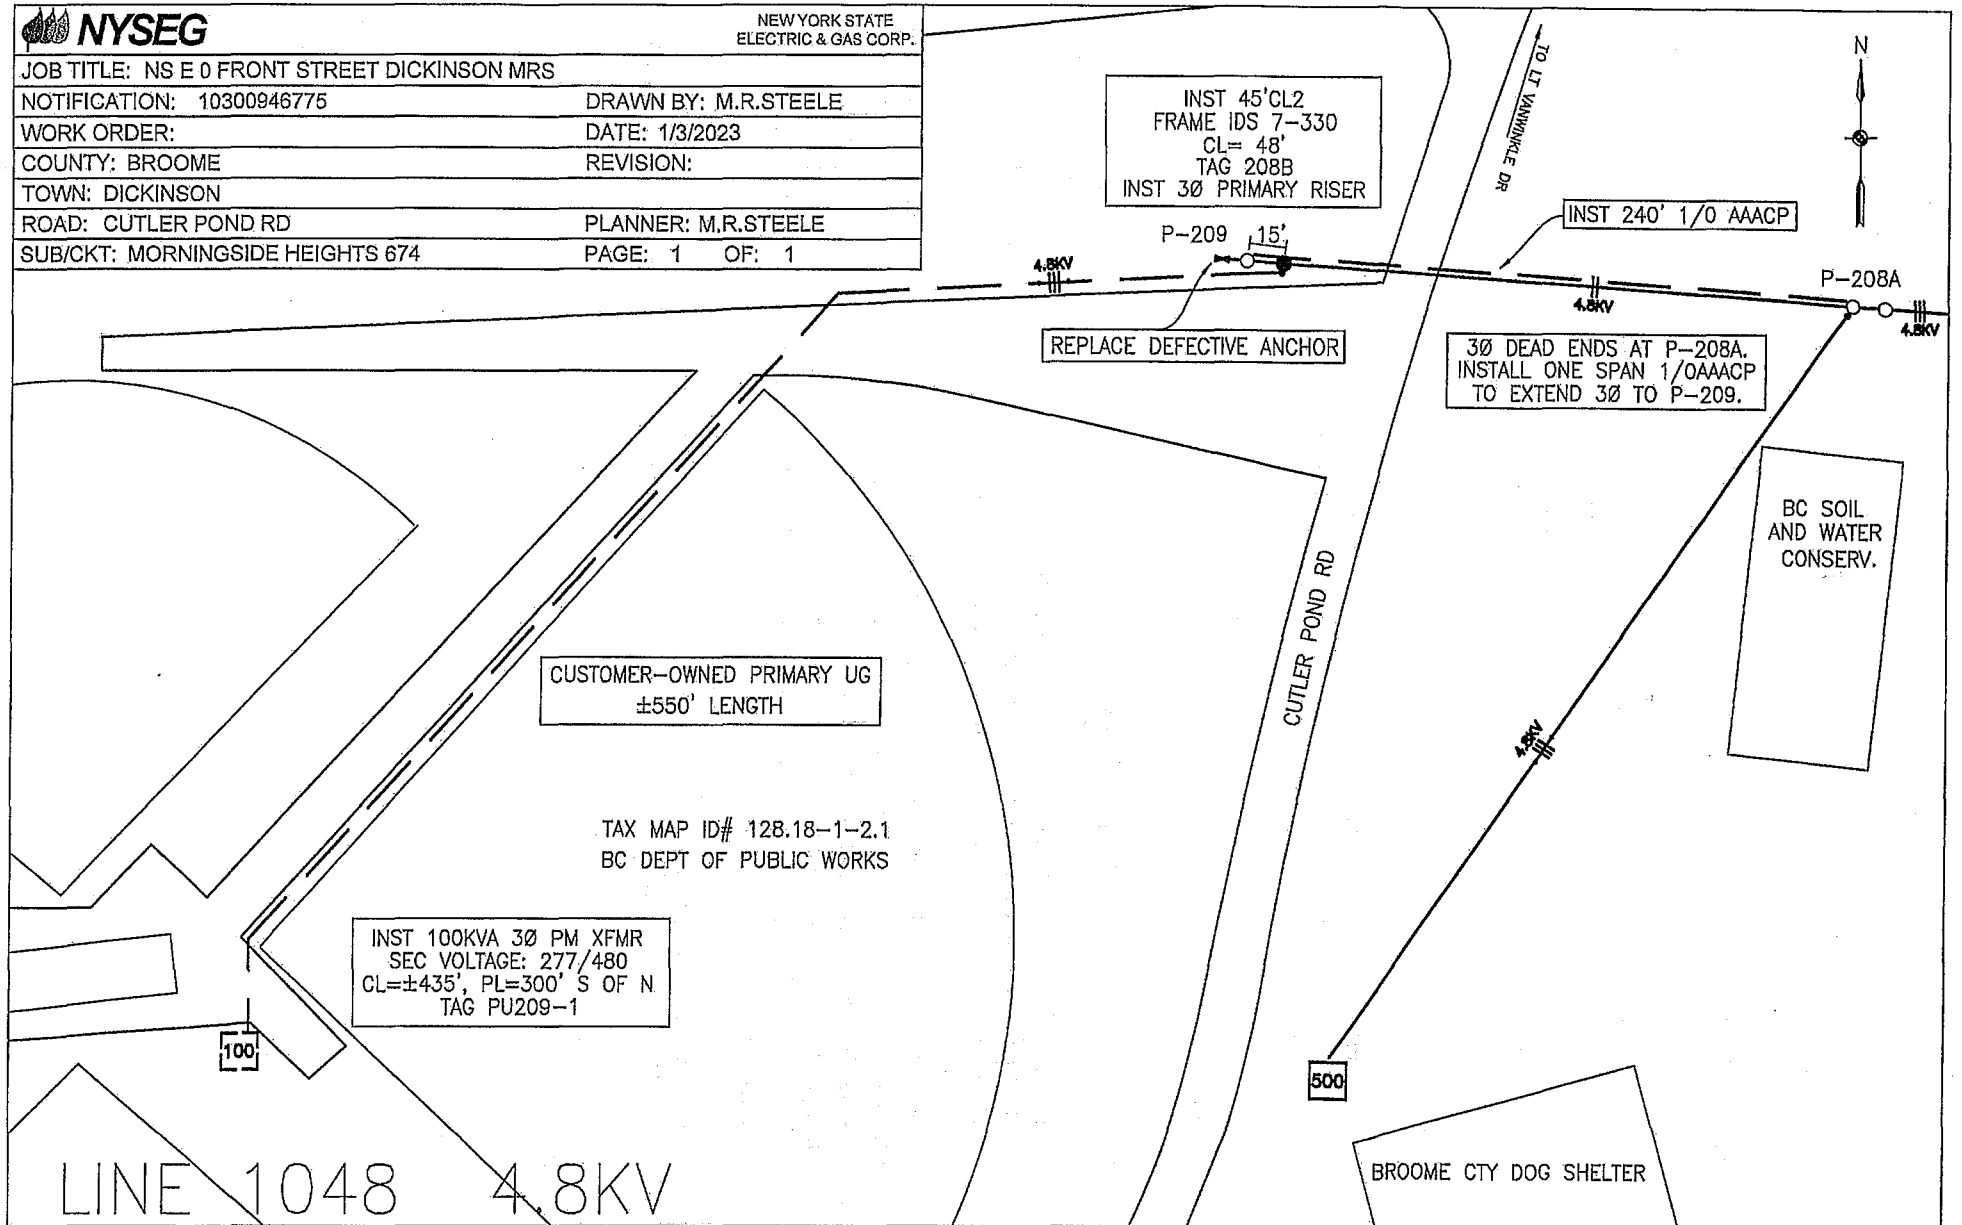 NYSEG
NEW YORK STATE
ELECTRIC & GAS CORP.
JOB TITLE: NS E 0 FRONT STREET DICKINSON MRS
NOTIFICATION: 10300946775
DRAWN BY: M.R.STEELE
WORK ORDER:
DATE: 1/3/2023
COUNTY: BROOME
REVISION:
TOWN: DICKINSON
ROAD: CUTLER POND RD
PLANNER: M.R.STEELE
SUB/CKT: MORNINGSIDE HEIGHTS 674
PAGE: 1 OF: 1
INST 45'CL2
FRAME IDS 7-330
CL= 48'
TAG 208B
INST 3Ø PRIMARY RISER
TO LT VANWINKLE DR
N
INST 240' 1/0 AAACP
P-209
15'
4.8KV
P-208A
4.8KV
4.8KV
REPLACE DEFECTIVE ANCHOR
3Ø DEAD ENDS AT P-208A.
INSTALL ONE SPAN 1/0AAACP
TO EXTEND 3Ø TO P-209.
BC SOIL
AND WATER
CONSERV.
CUTLER POND RD
CUSTOMER-OWNED PRIMARY UG
±550' LENGTH
4.8KV
TAX MAP ID# 128.18-1-2.1
BC DEPT OF PUBLIC WORKS
INST 100KVA 3Ø PM XFMR
SEC VOLTAGE: 277/480
CL=±435', PL=300' S OF N
TAG PU209-1
100
500
BROOME CTY DOG SHELTER
LINE 1048 4.8KV